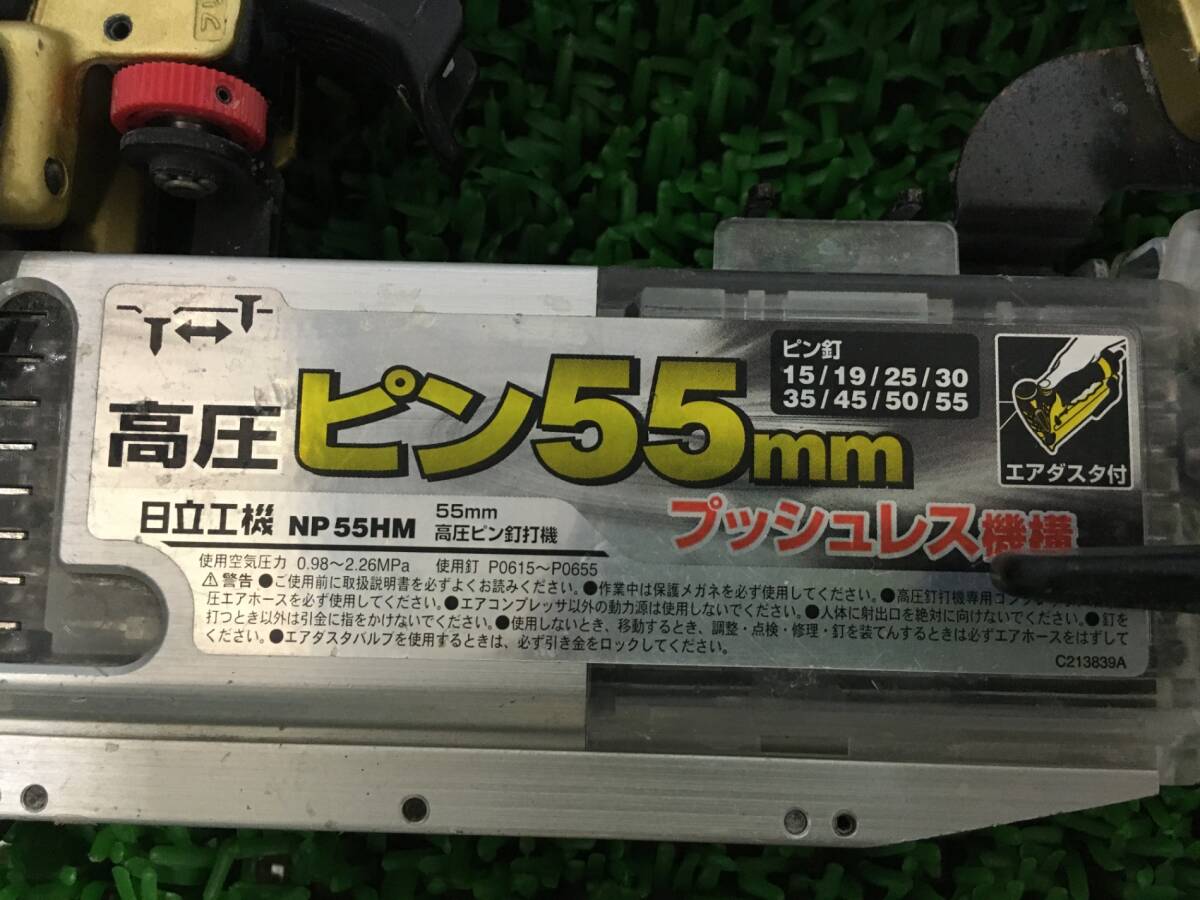 高圧 ピン55mm
ピン釘
15/19/25/30
35/45/50/55
エアダスタ付
プッシュレス機構
日立工機 NP55HM
55mm
高圧ピン釘打機
使用空気圧力 0.98〜2.26MPa 使用釘 P0615〜P0655
⚠警告 ●ご使用前に取扱説明書を必ずよくお読みください。●作業中は保護メガネを必ず使用してください。●高圧釘打機専用コンプレッサ
圧エアホースを必ず使用してください。●エアコンプレッサ以外の動力源は使用しないでください。●人体に射出口を絶対に向けないでください。●釘を
打つとき以外は引金に指をかけないでください。●使用しないとき、移動するとき、調整・点検・修理・釘を装てんするときは必ずエアホースをはずして
ください。●エアダスタバルブを使用するときは、必ず引き金をロックしてください。
C213839A